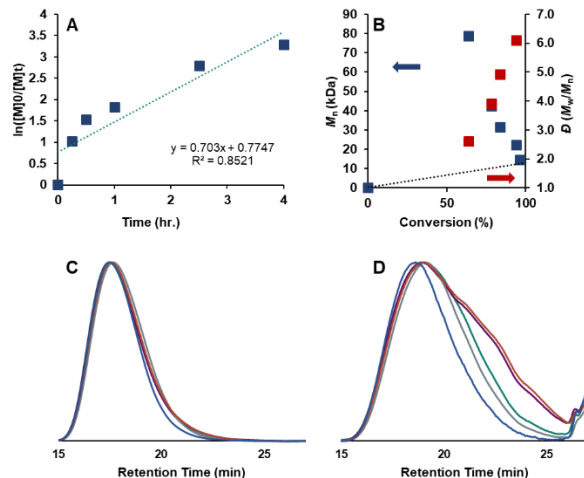 A
ln([M]0/[M]t)
4
3.5
3
2.5
2
1.5
1
0.5
0
y = 0.703x + 0.7747
R² = 0.8521
0 1 2 3 4
Time (hr.)
B
Mn (kDa)
90
80
70
60
50
40
30
20
10
0
7.0
6.0
5.0
4.0
3.0
2.0
1.0
Đ (Mw/Mn)
0 50 100
Conversion (%)
C
15 20 25
Retention Time (min)
D
15 20 25
Retention Time (min)